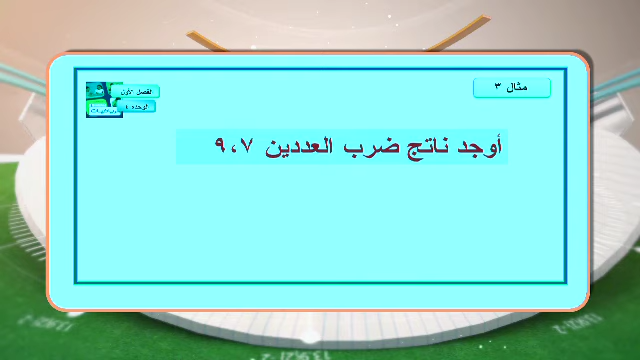 مثال ٣
الفصل الأول
الوحدة ٤
أوجد ناتج ضرب العددين ٩،٧